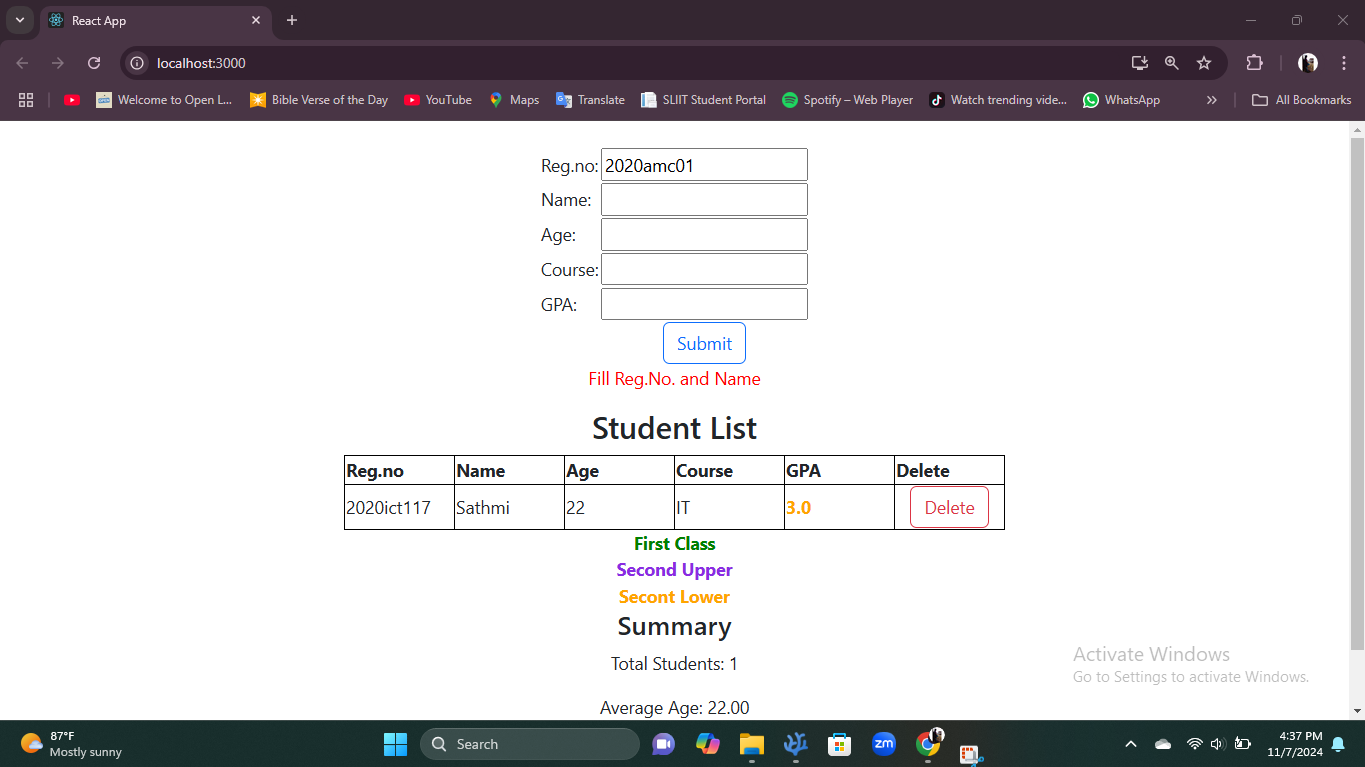 React App
localhost:3000
Welcome to Open L... Bible Verse of the Day YouTube Maps Translate SLIIT Student Portal Spotify – Web Player Watch trending vide... WhatsApp » All Bookmarks
Reg.no: 2020amc01
Name:
Age:
Course:
GPA:
Submit
Fill Reg.No. and Name
Student List
Reg.no Name Age Course GPA Delete
2020ict117 Sathmi 22 IT 3.0 Delete
First Class
Second Upper
Secont Lower
Summary
Total Students: 1
Activate Windows
Go to Settings to activate Windows.
Average Age: 22.00
87°F
Mostly sunny
Search
zm
4:37 PM
11/7/2024